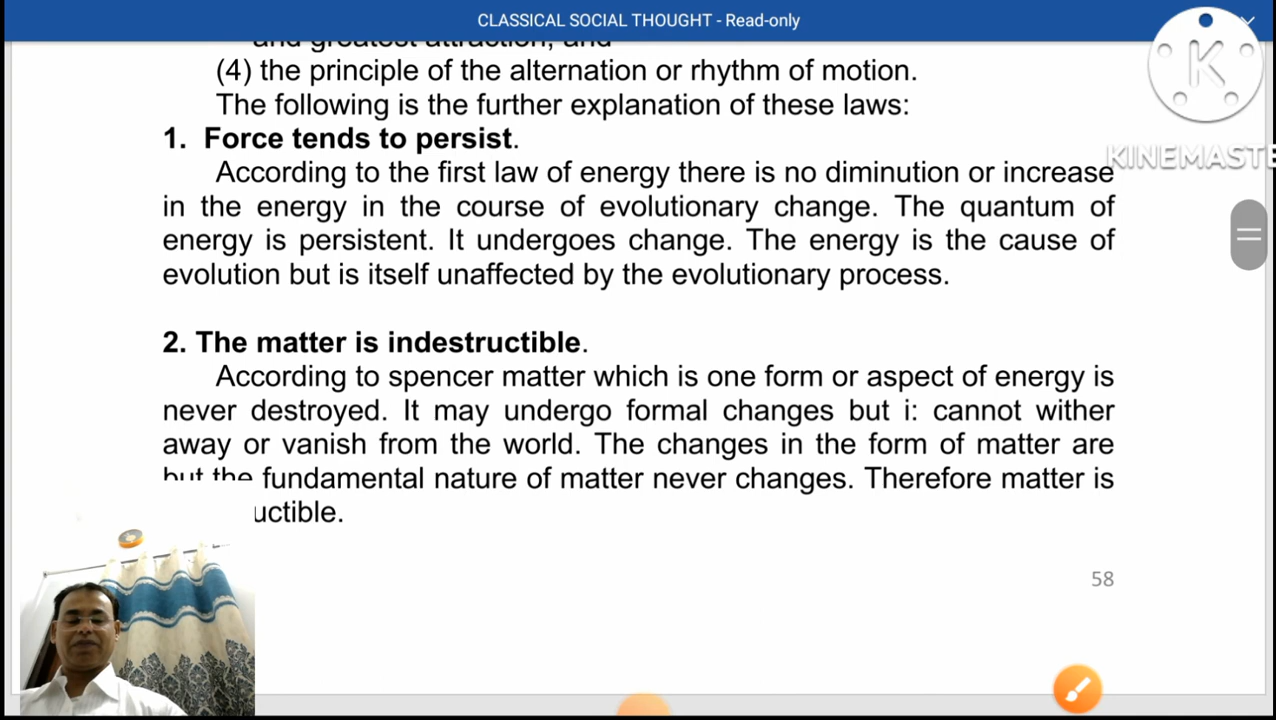 CLASSICAL SOCIAL THOUGHT - Read-only
and greatest attraction, and
(4) the principle of the alternation or rhythm of motion.
The following is the further explanation of these laws:
1. Force tends to persist.
According to the first law of energy there is no diminution or increase
in the energy in the course of evolutionary change. The quantum of
energy is persistent. It undergoes change. The energy is the cause of
evolution but is itself unaffected by the evolutionary process.
2. The matter is indestructible.
According to spencer matter which is one form or aspect of energy is
never destroyed. It may undergo formal changes but i: cannot wither
away or vanish from the world. The changes in the form of matter are
but the fundamental nature of matter never changes. Therefore matter is
uctible.
58
K
KINEMASTE